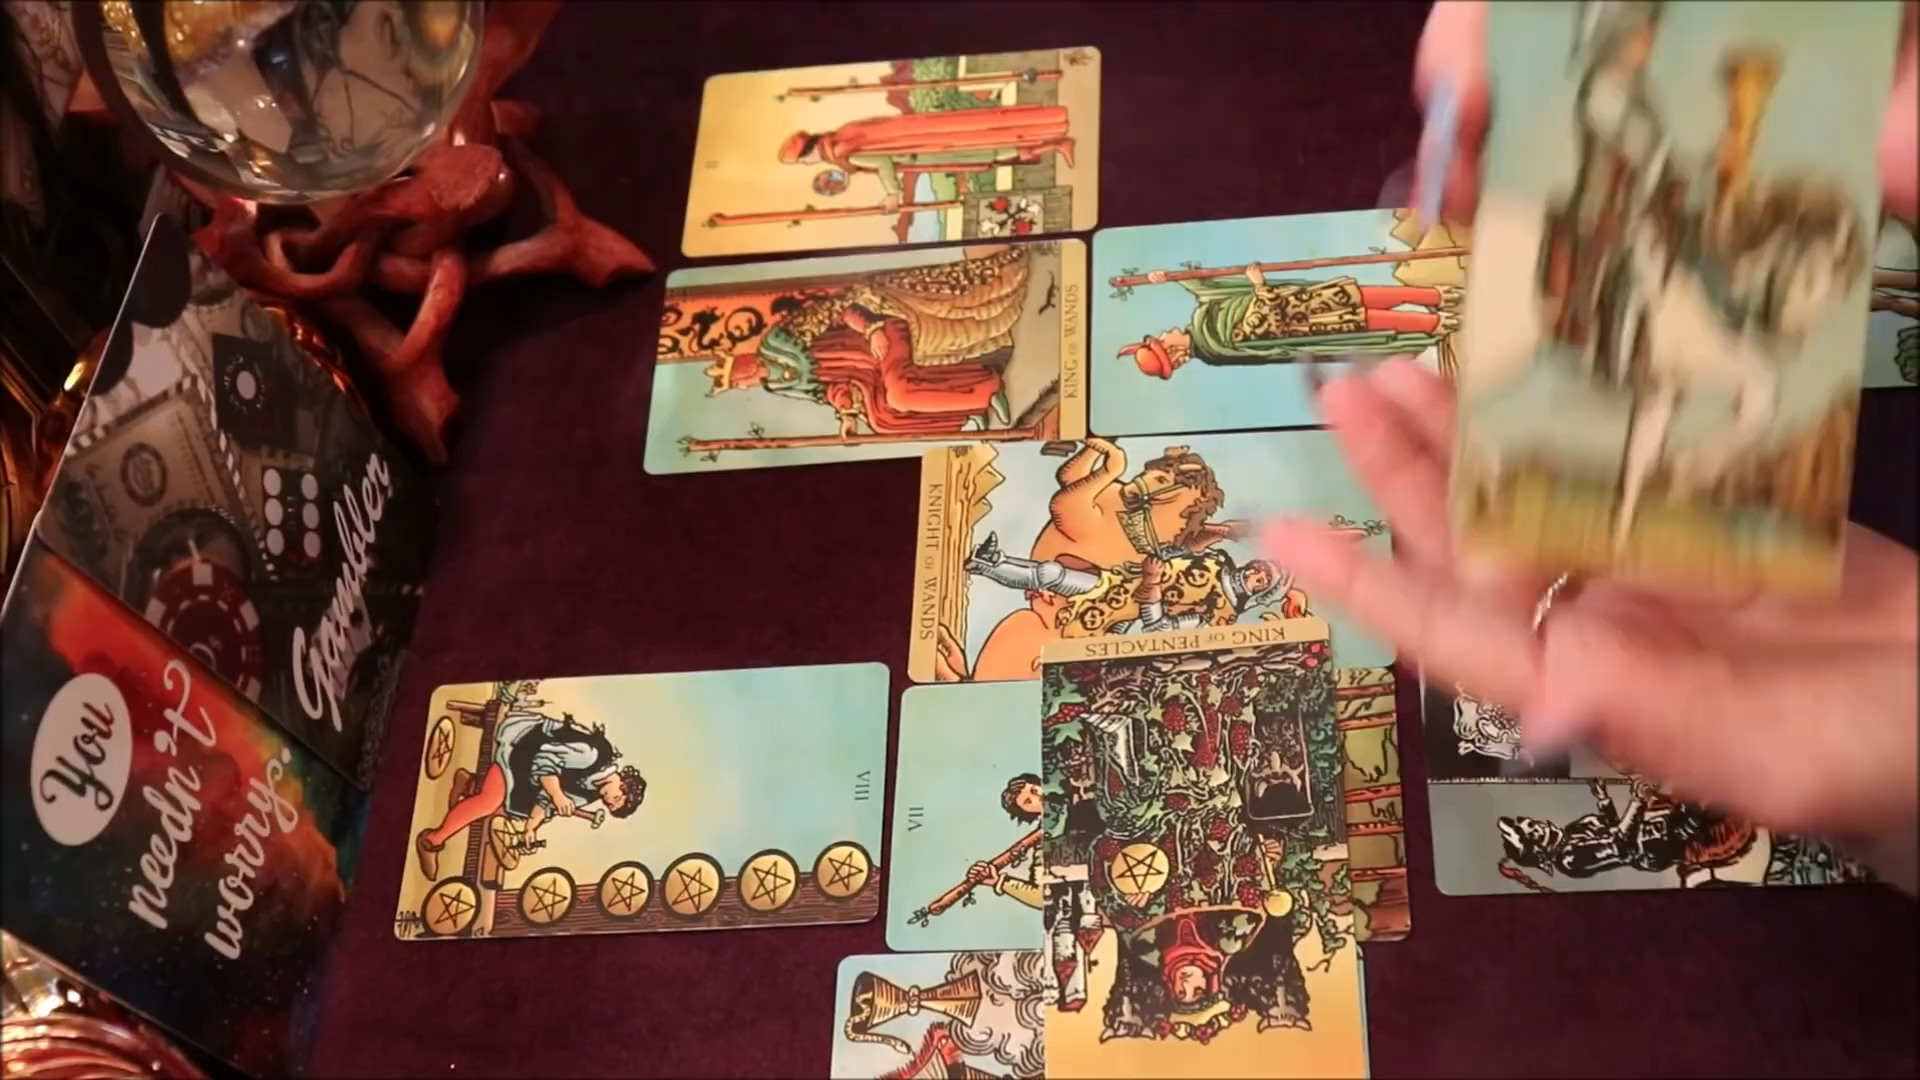 II
KING OF WANDS
KNIGHT OF WANDS
KING OF PENTACLES
VIII
VII
Gambler
You
needn't
worry.